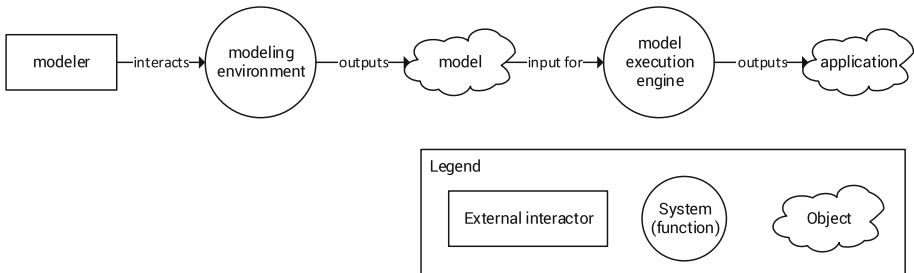 modeler
interacts
modeling
environment
outputs
model
input for
model
execution
engine
outputs
application
Legend
External interactor
System
(function)
Object